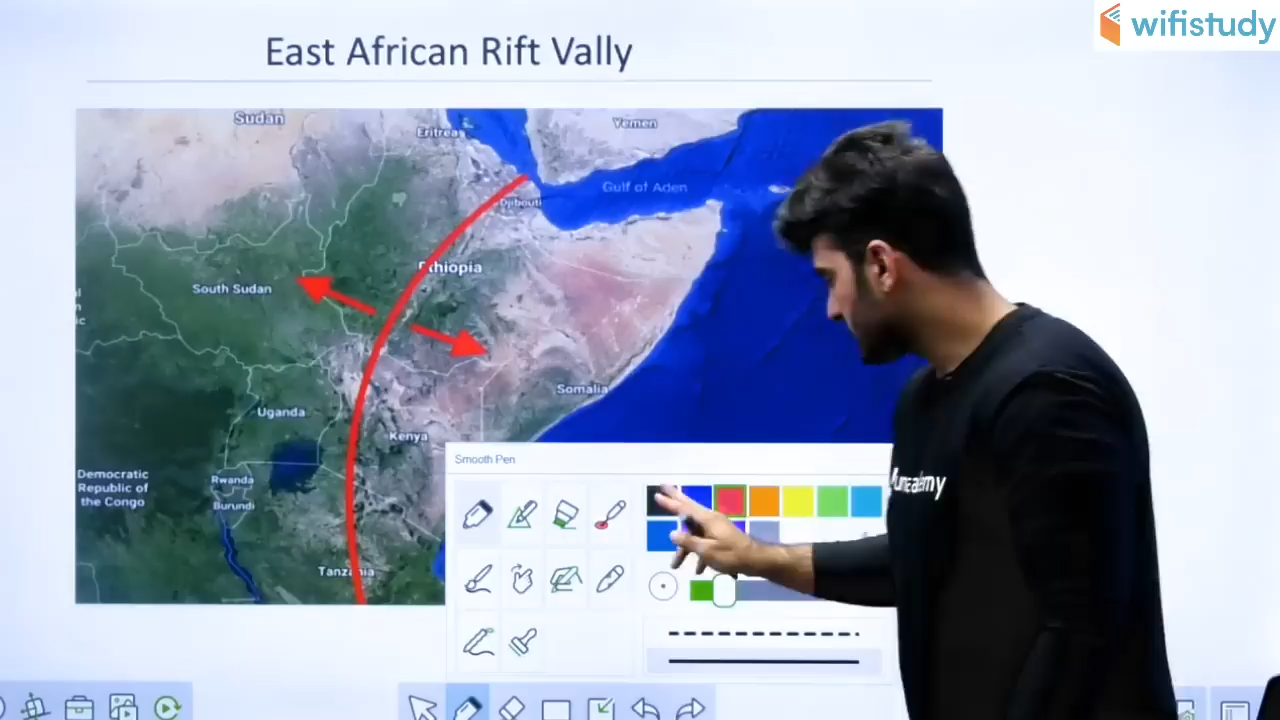 wifistudy
East African Rift Vally
Sudan
Eritrea
Yemen
Gulf of Aden
Djibouti
Ethiopia
South Sudan
Somalia
Uganda
Kenya
Democratic
Republic of
the Congo
Rwanda
Burundi
Tanzania
Smooth Pen